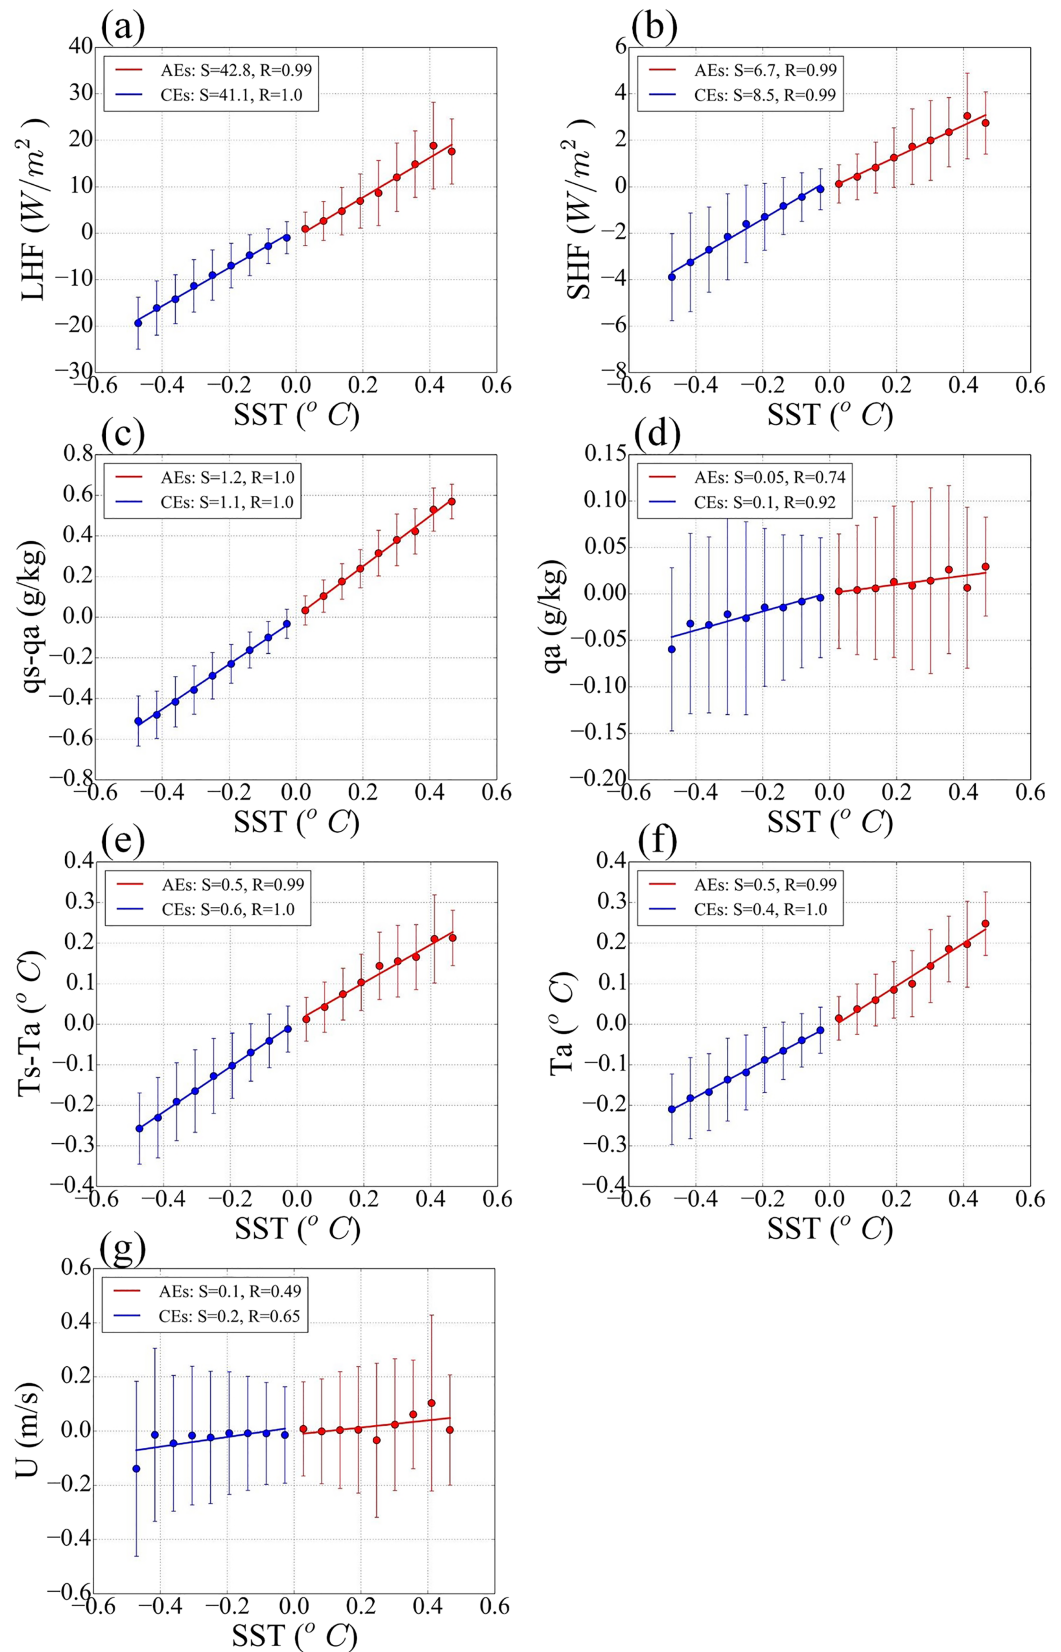 (a)
40
30
20
10
0
−10
−20
−30
LHF (W/m²)
AEs: S=42.8, R=0.99
CEs: S=41.1, R=1.0
−0.6 −0.4 −0.2 0.0 0.2 0.4 0.6
SST (° C)
(b)
6
4
2
0
−2
−4
−6
−8
SHF (W/m² )
AEs: S=6.7, R=0.99
CEs: S=8.5, R=0.99
−0.6 −0.4 −0.2 0.0 0.2 0.4 0.6
SST (° C)
(c)
0.8
0.6
0.4
0.2
0.0
−0.2
−0.4
−0.6
−0.8
qs-qa (g/kg)
AEs: S=1.2, R=1.0
CEs: S=1.1, R=1.0
−0.6 −0.4 −0.2 0.0 0.2 0.4 0.6
SST (° C)
(d)
0.15
0.10
0.05
0.00
−0.05
−0.10
−0.15
−0.20
qa (g/kg)
AEs: S=0.05, R=0.74
CEs: S=0.1, R=0.92
−0.6 −0.4 −0.2 0.0 0.2 0.4 0.6
SST (° C)
(e)
0.4
0.3
0.2
0.1
0.0
−0.1
−0.2
−0.3
−0.4
Ts-Ta (° C)
AEs: S=0.5, R=0.99
CEs: S=0.6, R=1.0
−0.6 −0.4 −0.2 0.0 0.2 0.4 0.6
SST (° C)
(f)
0.4
0.3
0.2
0.1
0.0
−0.1
−0.2
−0.3
−0.4
Ta (° C)
AEs: S=0.5, R=0.99
CEs: S=0.4, R=1.0
−0.6 −0.4 −0.2 0.0 0.2 0.4 0.6
SST (° C)
(g)
0.6
0.4
0.2
0.0
−0.2
−0.4
−0.6
U (m/s)
AEs: S=0.1, R=0.49
CEs: S=0.2, R=0.65
−0.6 −0.4 −0.2 0.0 0.2 0.4 0.6
SST (° C)